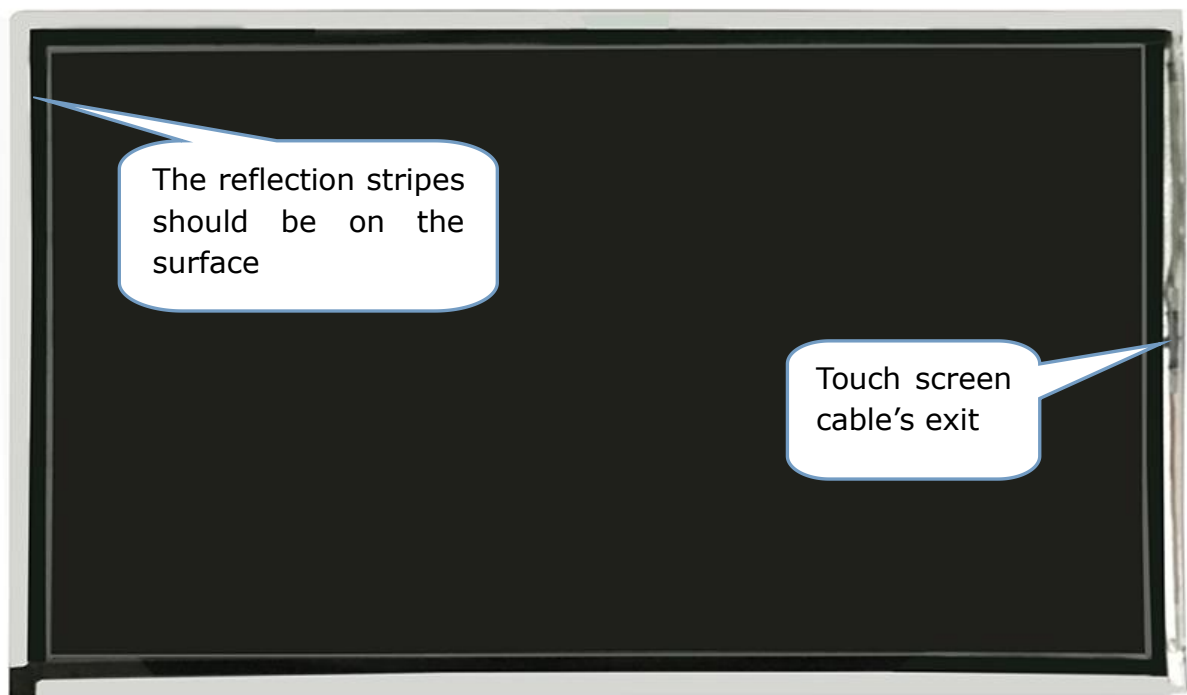 The reflection stripes
should be on the
surface
Touch screen
cable’s exit